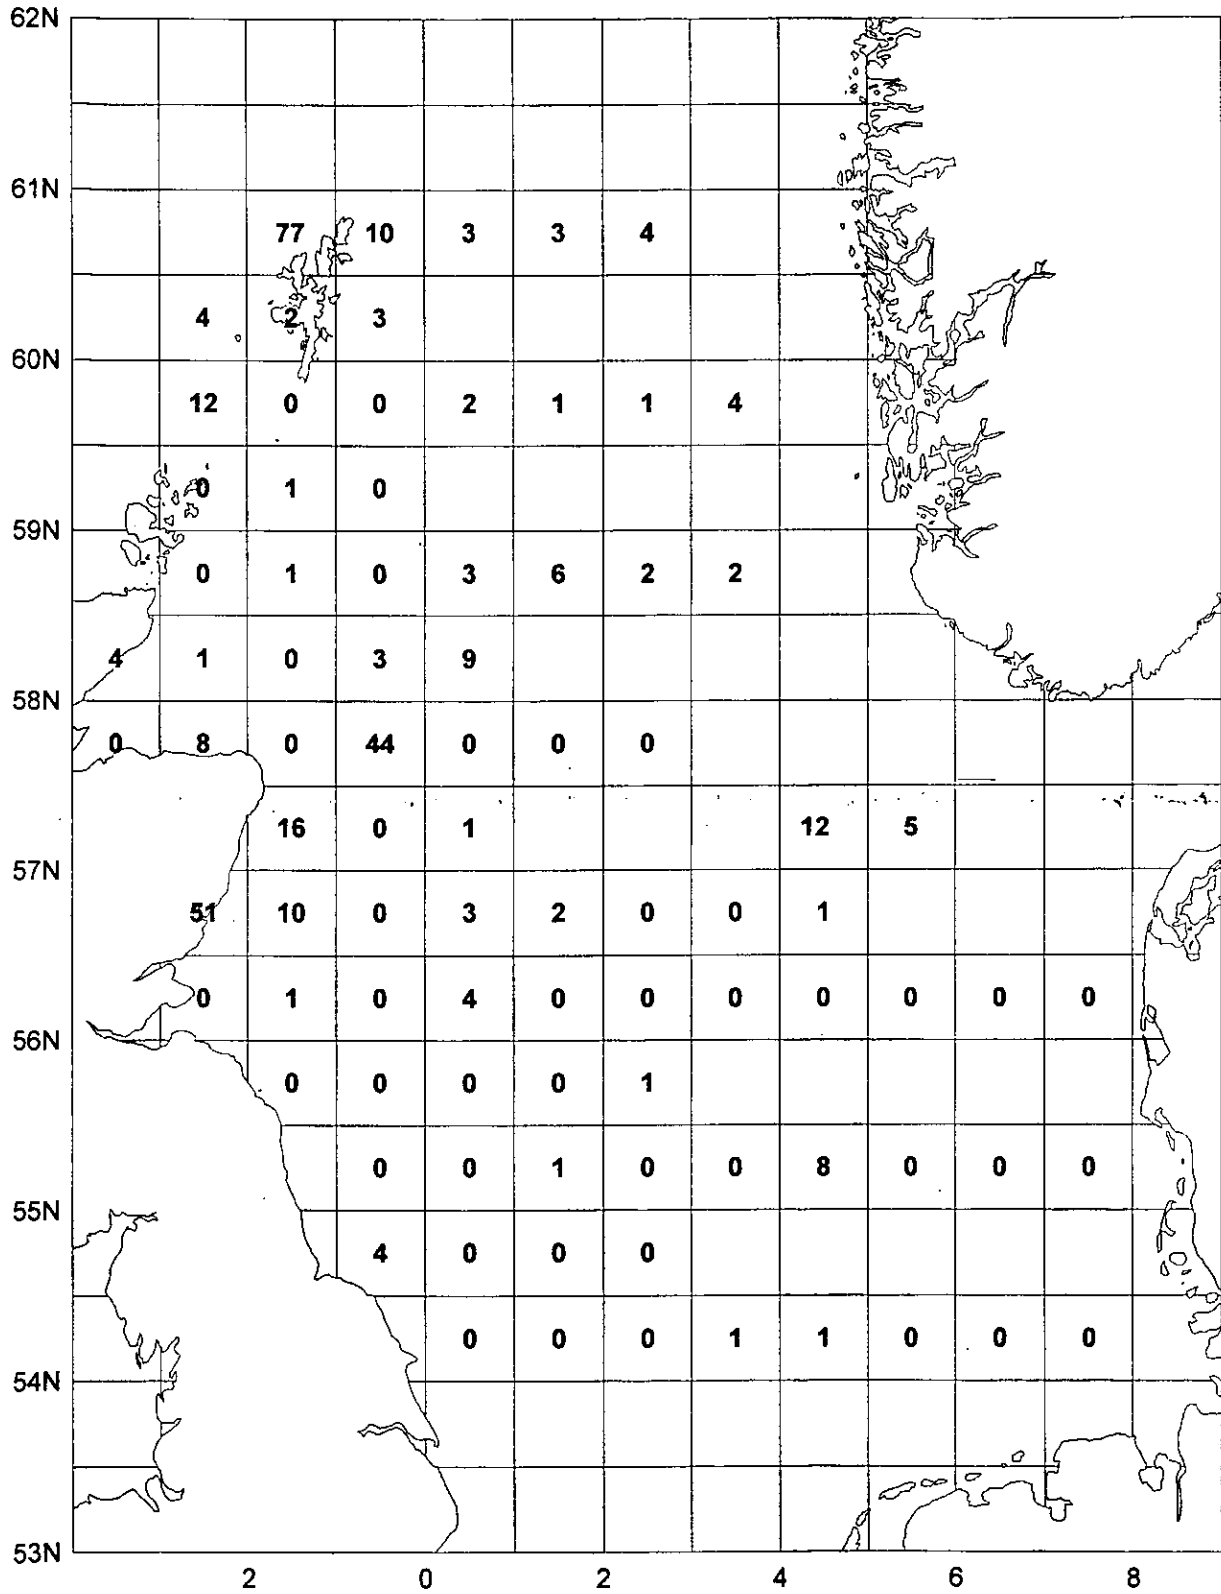 62N
61N
77 10 3 3 4
4 2 3
60N
12 0 0 2 1 1 4
0 1 0
59N
0 1 0 3 6 2 2
4 1 0 3 9
58N
0 8 0 44 0 0 0
16 0 1 12 5
57N
51 10 0 3 2 0 0 1
0 1 0 4 0 0 0 0 0 0 0
56N
0 0 0 0 1
0 0 1 0 0 8 0 0 0
55N
4 0 0 0
0 0 0 1 1 0 0 0
54N
53N
2 0 2 4 6 8